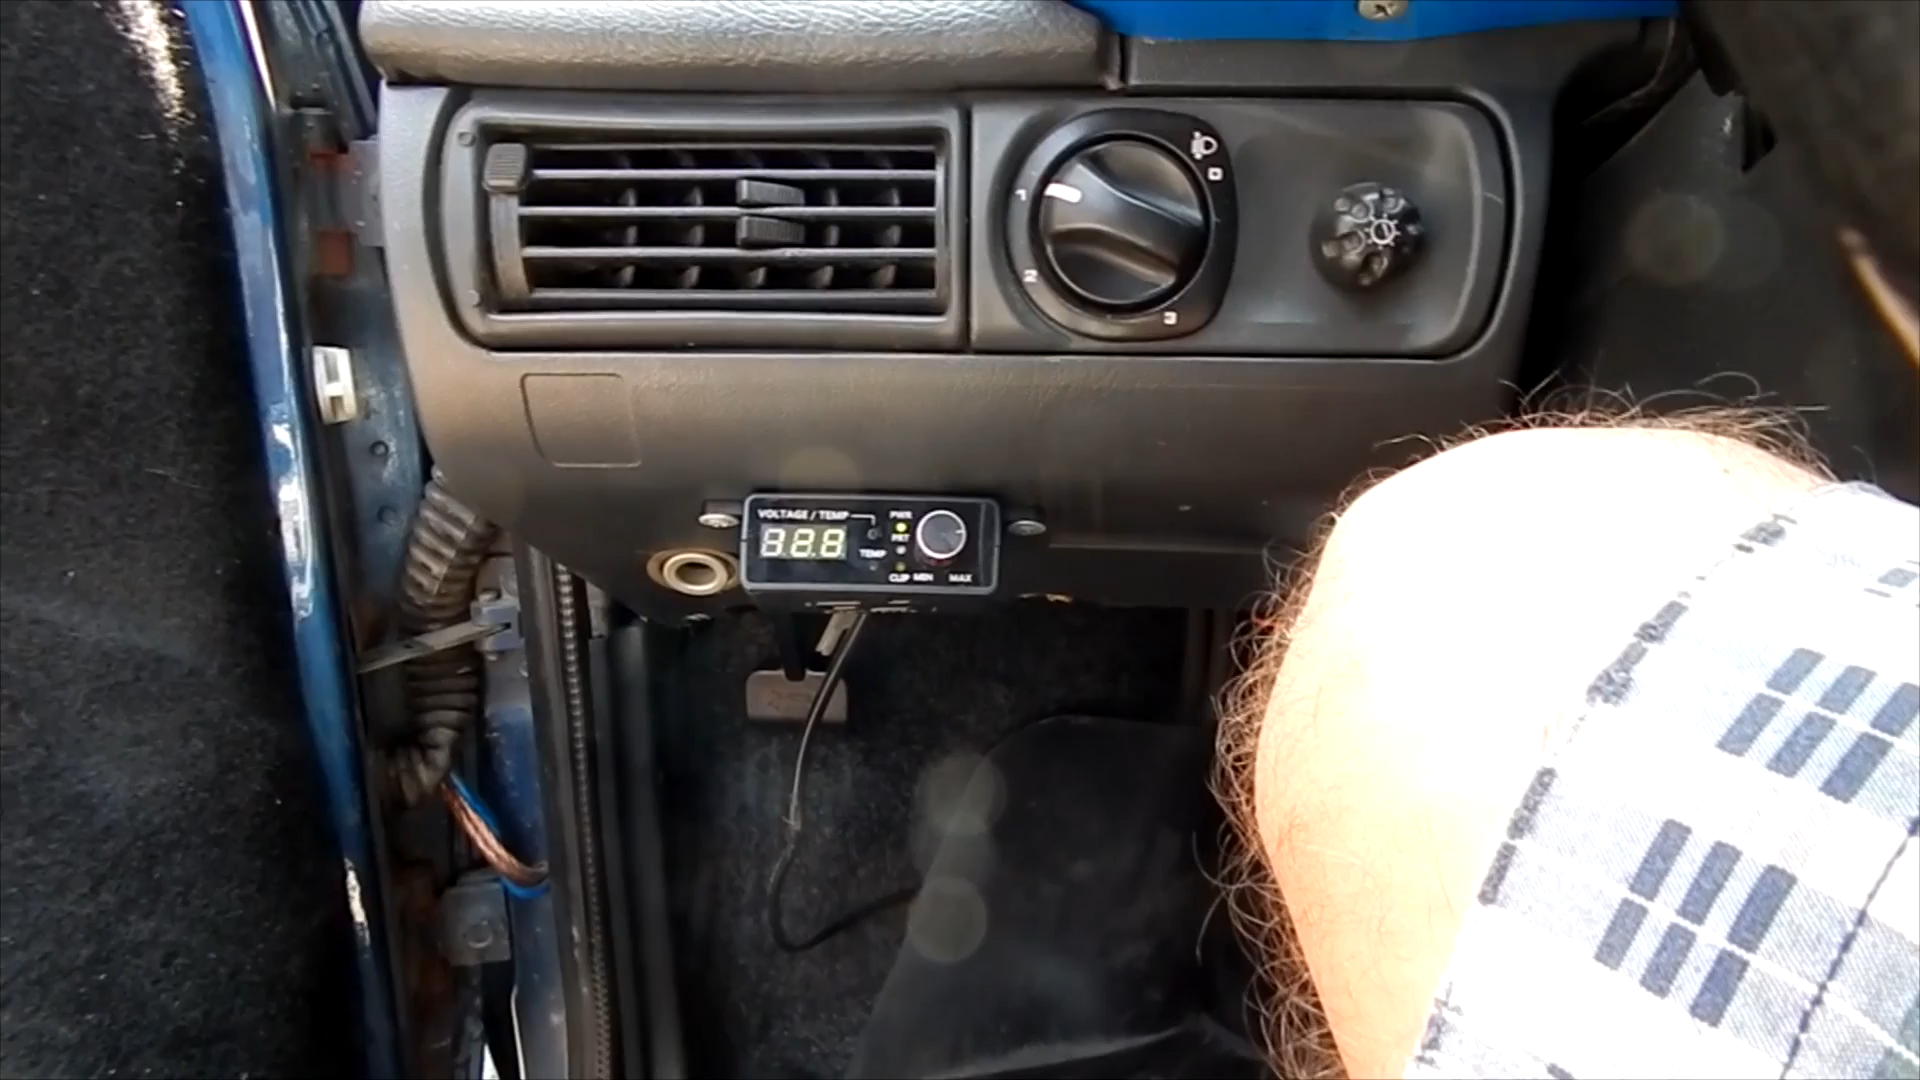 0
1
2
3
VOLTAGE / TEMP
PWR
PRT
TEMP
CLIP MIN MAX